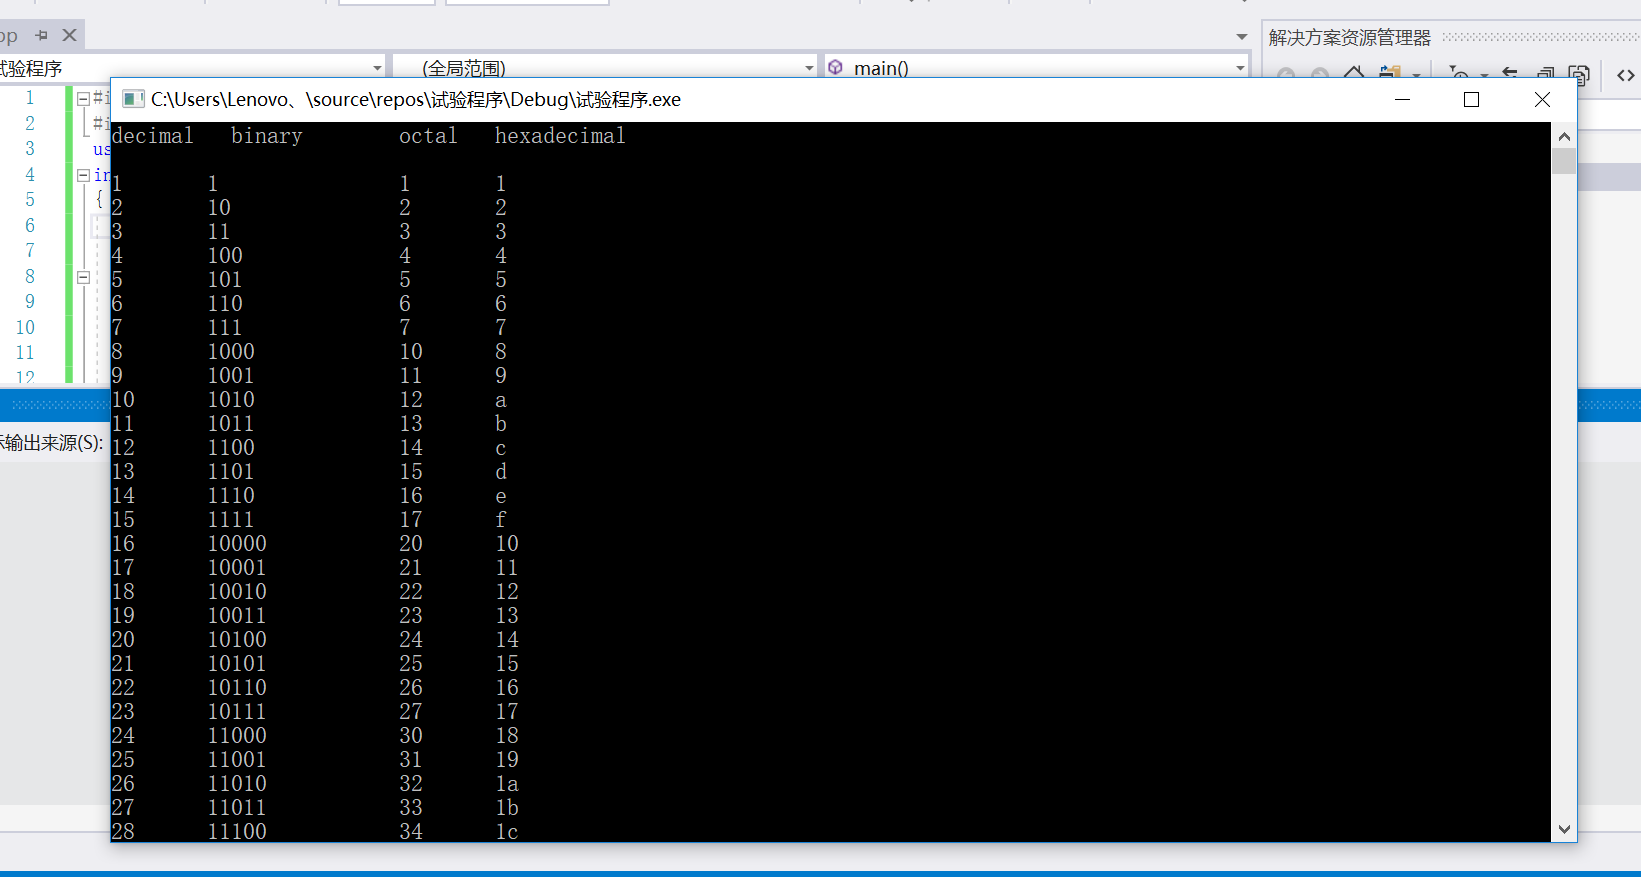 解决方案资源管理器
试验程序 (全局范围) main()
C:\Users\Lenovo、\source\repos\试验程序\Debug\试验程序.exe
1 #i
2 #i
3 us
4 in
5 {
6
7
8
9
10
11
12
输出来源(S):
decimal binary octal hexadecimal
1 1 1 1
2 10 2 2
3 11 3 3
4 100 4 4
5 101 5 5
6 110 6 6
7 111 7 7
8 1000 10 8
9 1001 11 9
10 1010 12 a
11 1011 13 b
12 1100 14 c
13 1101 15 d
14 1110 16 e
15 1111 17 f
16 10000 20 10
17 10001 21 11
18 10010 22 12
19 10011 23 13
20 10100 24 14
21 10101 25 15
22 10110 26 16
23 10111 27 17
24 11000 30 18
25 11001 31 19
26 11010 32 1a
27 11011 33 1b
28 11100 34 1c